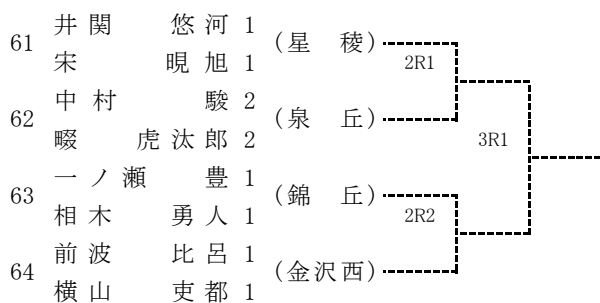 61 井関 悠河 1 (星 稜)
宋 晛旭 1
2R1
62 中村 駿 2 (泉 丘)
畷 虎汰郎 2
3R1
63 一ノ瀬 豊 1 (錦 丘)
相木 勇人 1
2R2
64 前波 比呂 1 (金沢西)
横山 吏都 1